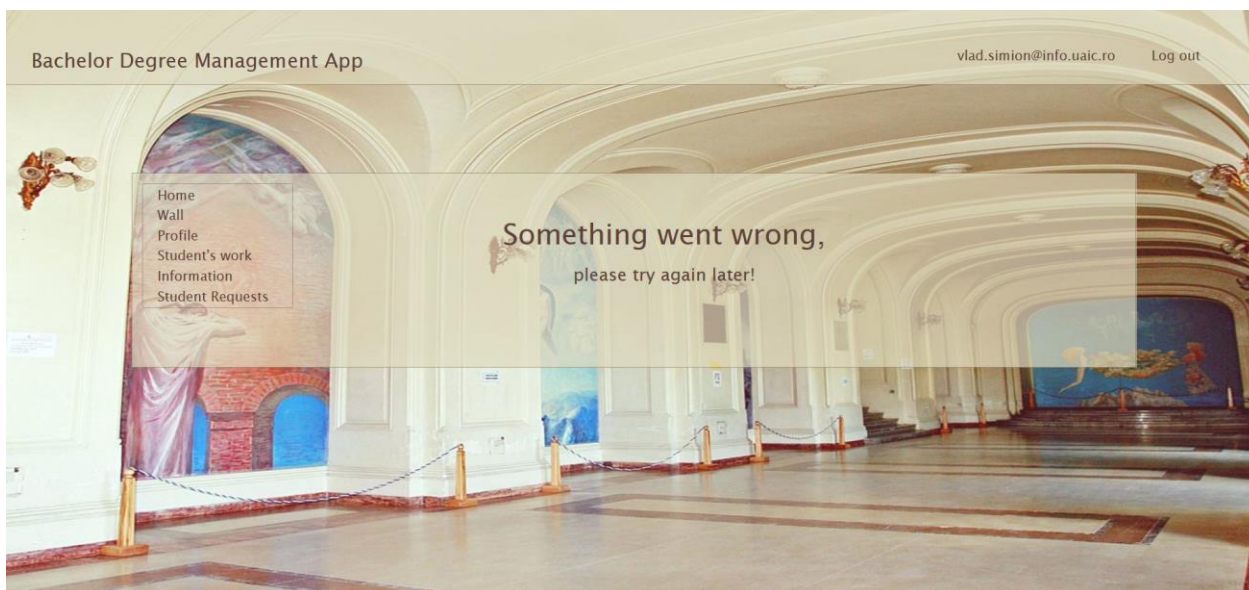 Bachelor Degree Management App
vlad.simion@info.uaic.ro
Log out
Home
Wall
Profile
Student's work
Information
Student Requests
Something went wrong,
please try again later!